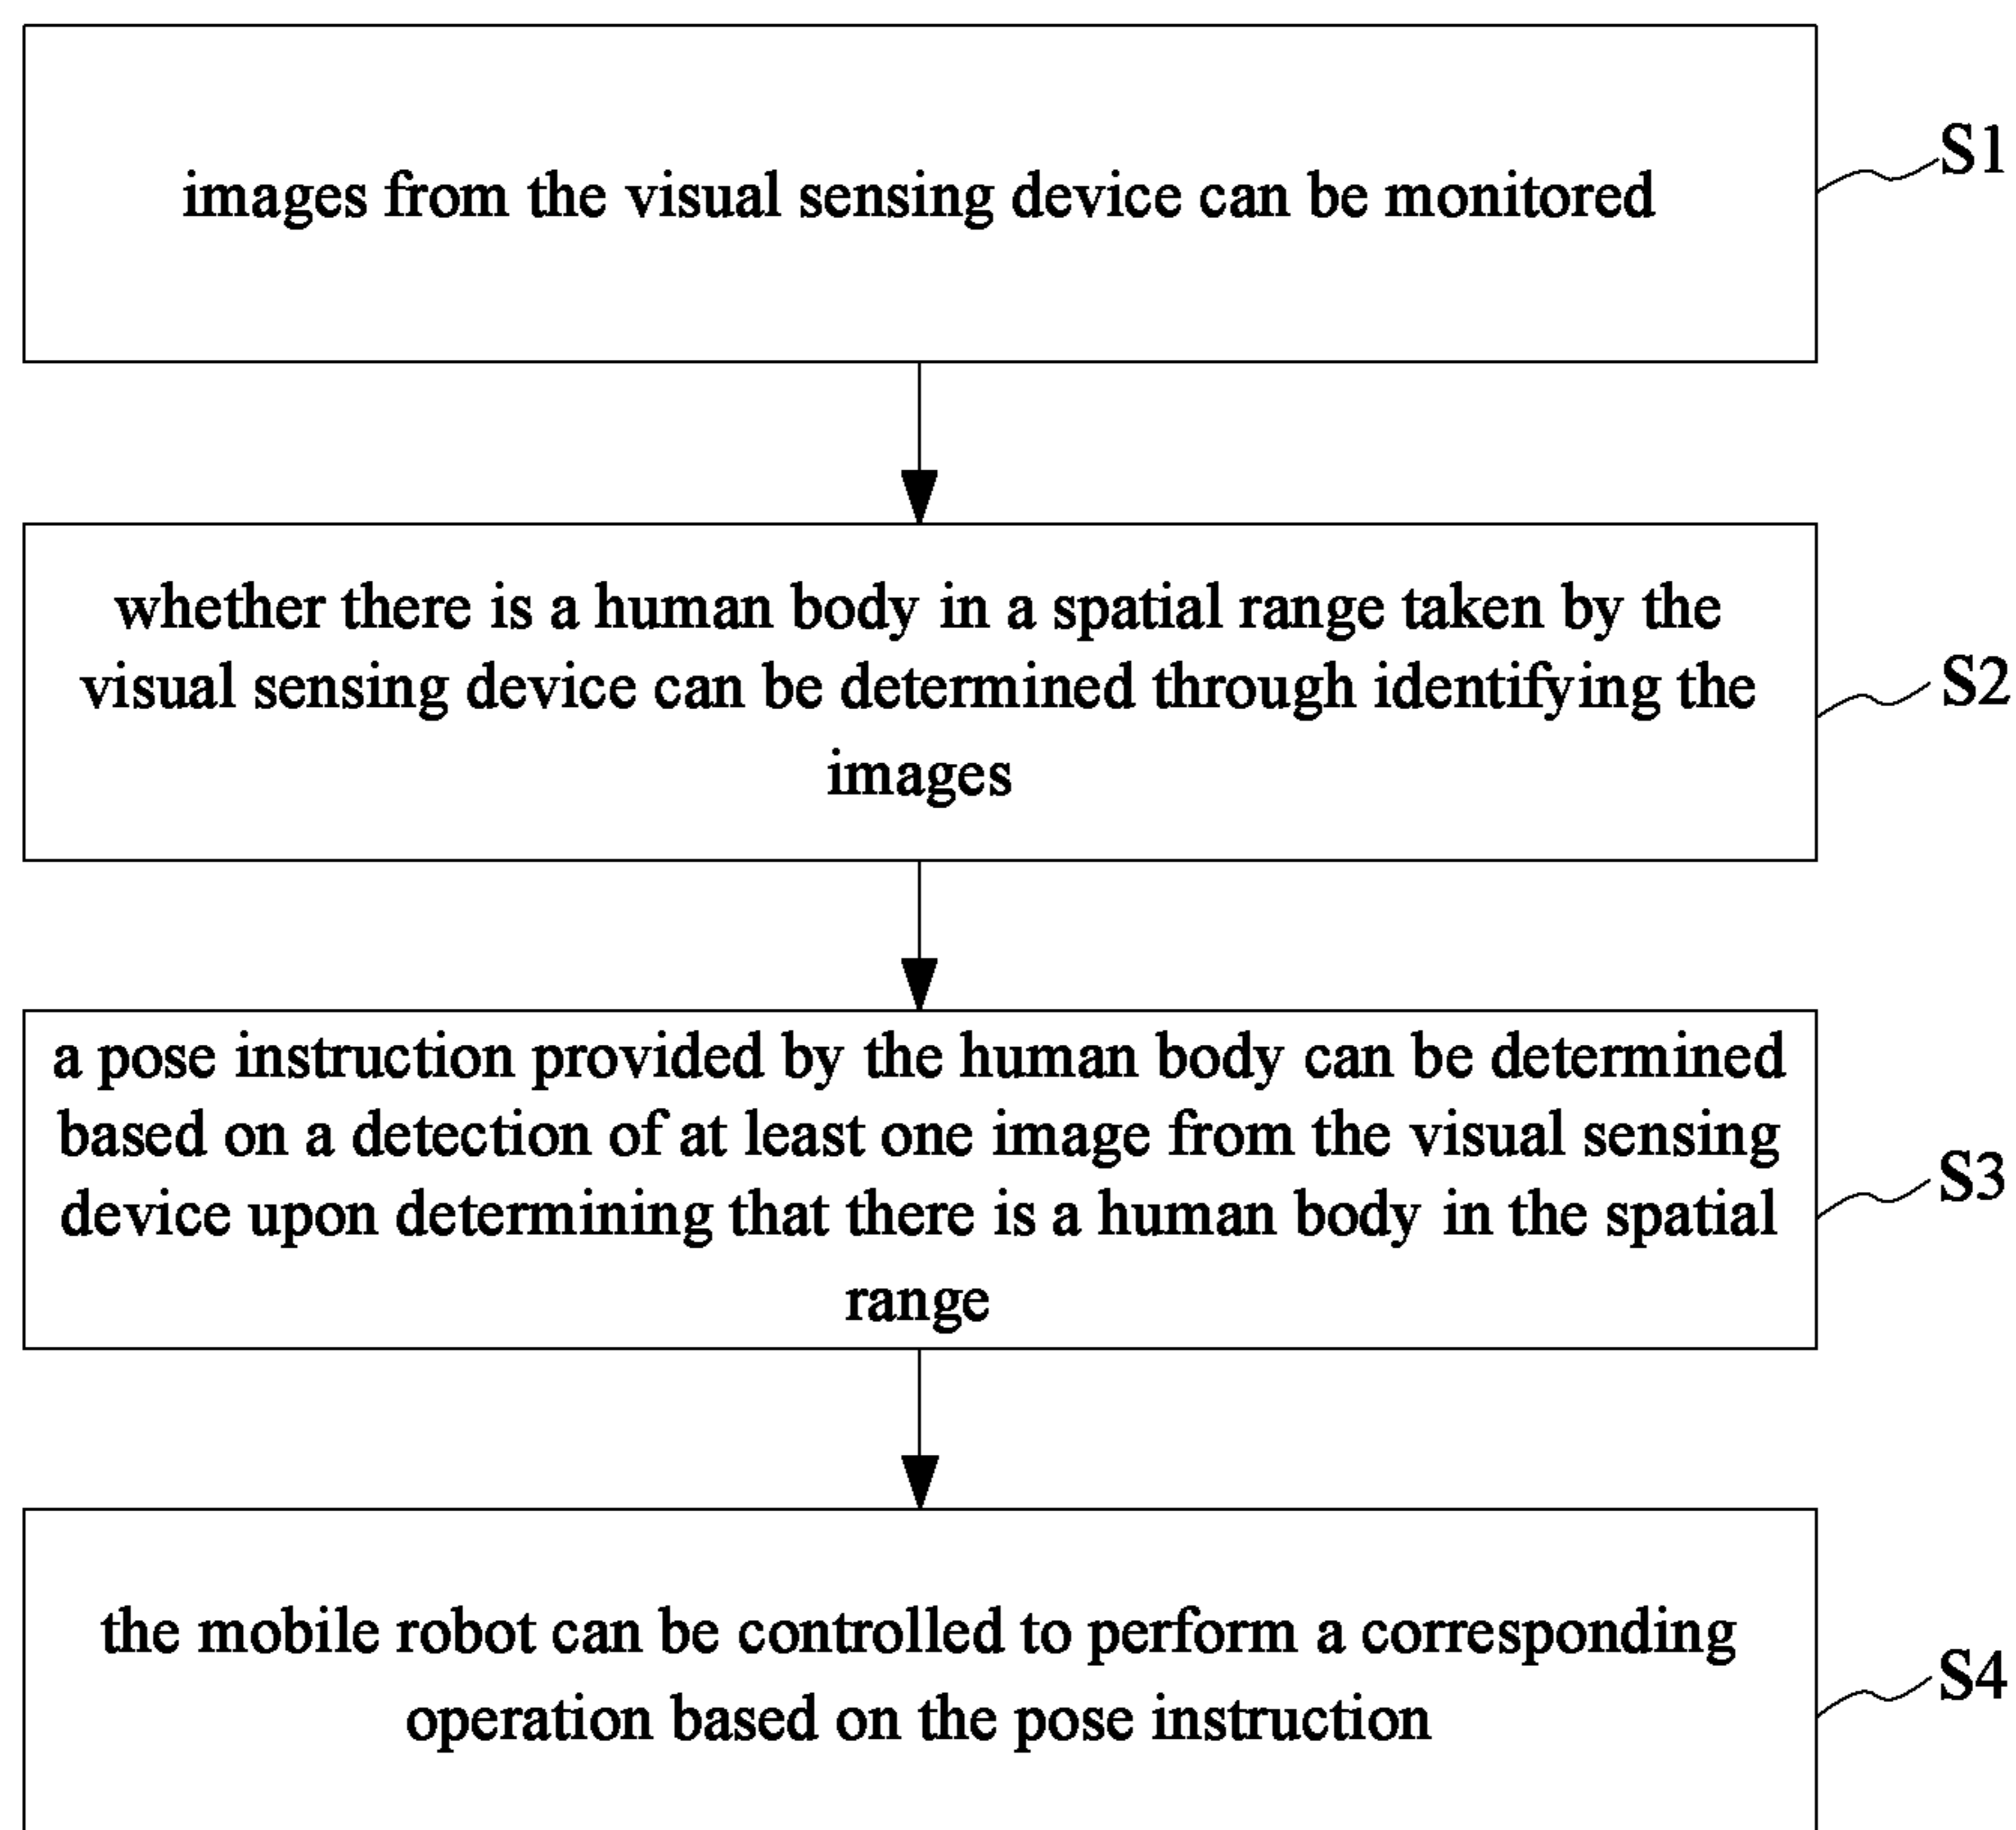 images from the visual sensing device can be monitored
S1
whether there is a human body in a spatial range taken by the
visual sensing device can be determined through identifying the
images
S2
a pose instruction provided by the human body can be determined
based on a detection of at least one image from the visual sensing
device upon determining that there is a human body in the spatial
range
S3
the mobile robot can be controlled to perform a corresponding
operation based on the pose instruction
S4